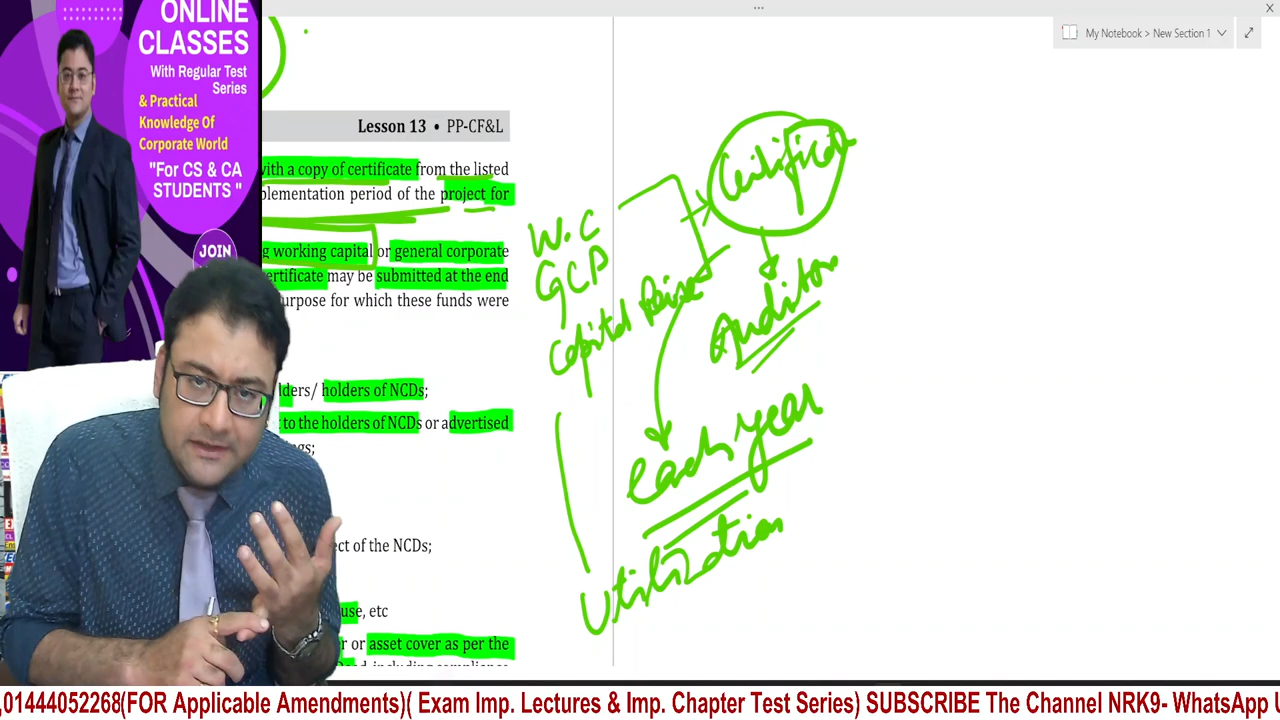 ONLINE
CLASSES
With Regular Test
Series
& Practical
Knowledge Of
Corporate World
"For CS & CA
STUDENTS "
JOIN
My Notebook > New Section 1
Lesson 13 • PP-CF&L
with a copy of certificate from the listed
plementation period of the project for
g working capital or general corporate
ertificate may be submitted at the end
urpose for which these funds were
lders/ holders of NCDs;
to the holders of NCDs or advertised
gs;
ect of the NCDs;
use, etc
er or asset cover as per the
Certificate
W.C
GCP
Capital Raise
Auditor
each year
Utilization
,01444052268(FOR Applicable Amendments)( Exam Imp. Lectures & Imp. Chapter Test Series) SUBSCRIBE The Channel NRK9- WhatsApp U